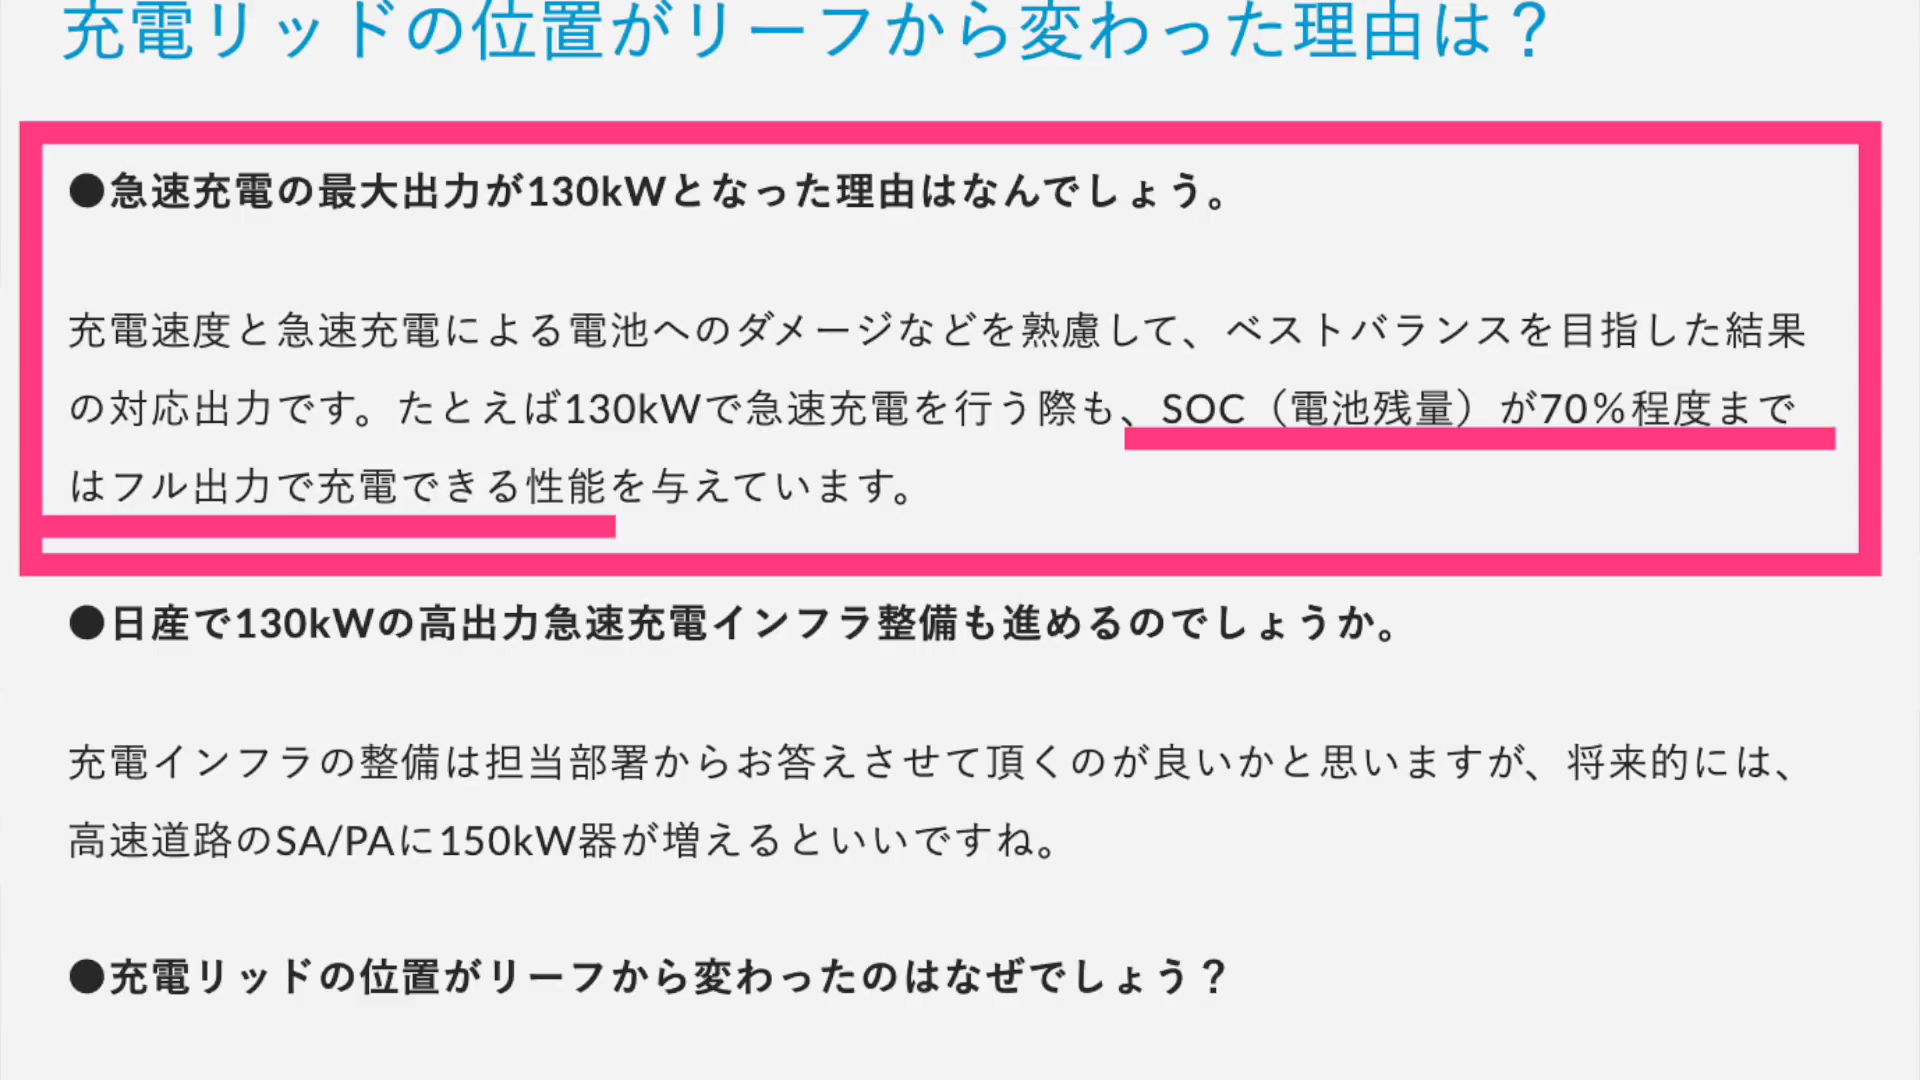 充電リッドの位置がリーフから変わった理由は？
●急速充電の最大出力が130kWとなった理由はなんでしょう。
充電速度と急速充電による電池へのダメージなどを熟慮して、ベストバランスを目指した結果
の対応出力です。たとえば130kWで急速充電を行う際も、SOC（電池残量）が70％程度まで
はフル出力で充電できる性能を与えています。
●日産で130kWの高出力急速充電インフラ整備も進めるのでしょうか。
充電インフラの整備は担当部署からお答えさせて頂くのが良いかと思いますが、将来的には、
高速道路のSA/PAに150kW器が増えるといいですね。
●充電リッドの位置がリーフから変わったのはなぜでしょう？